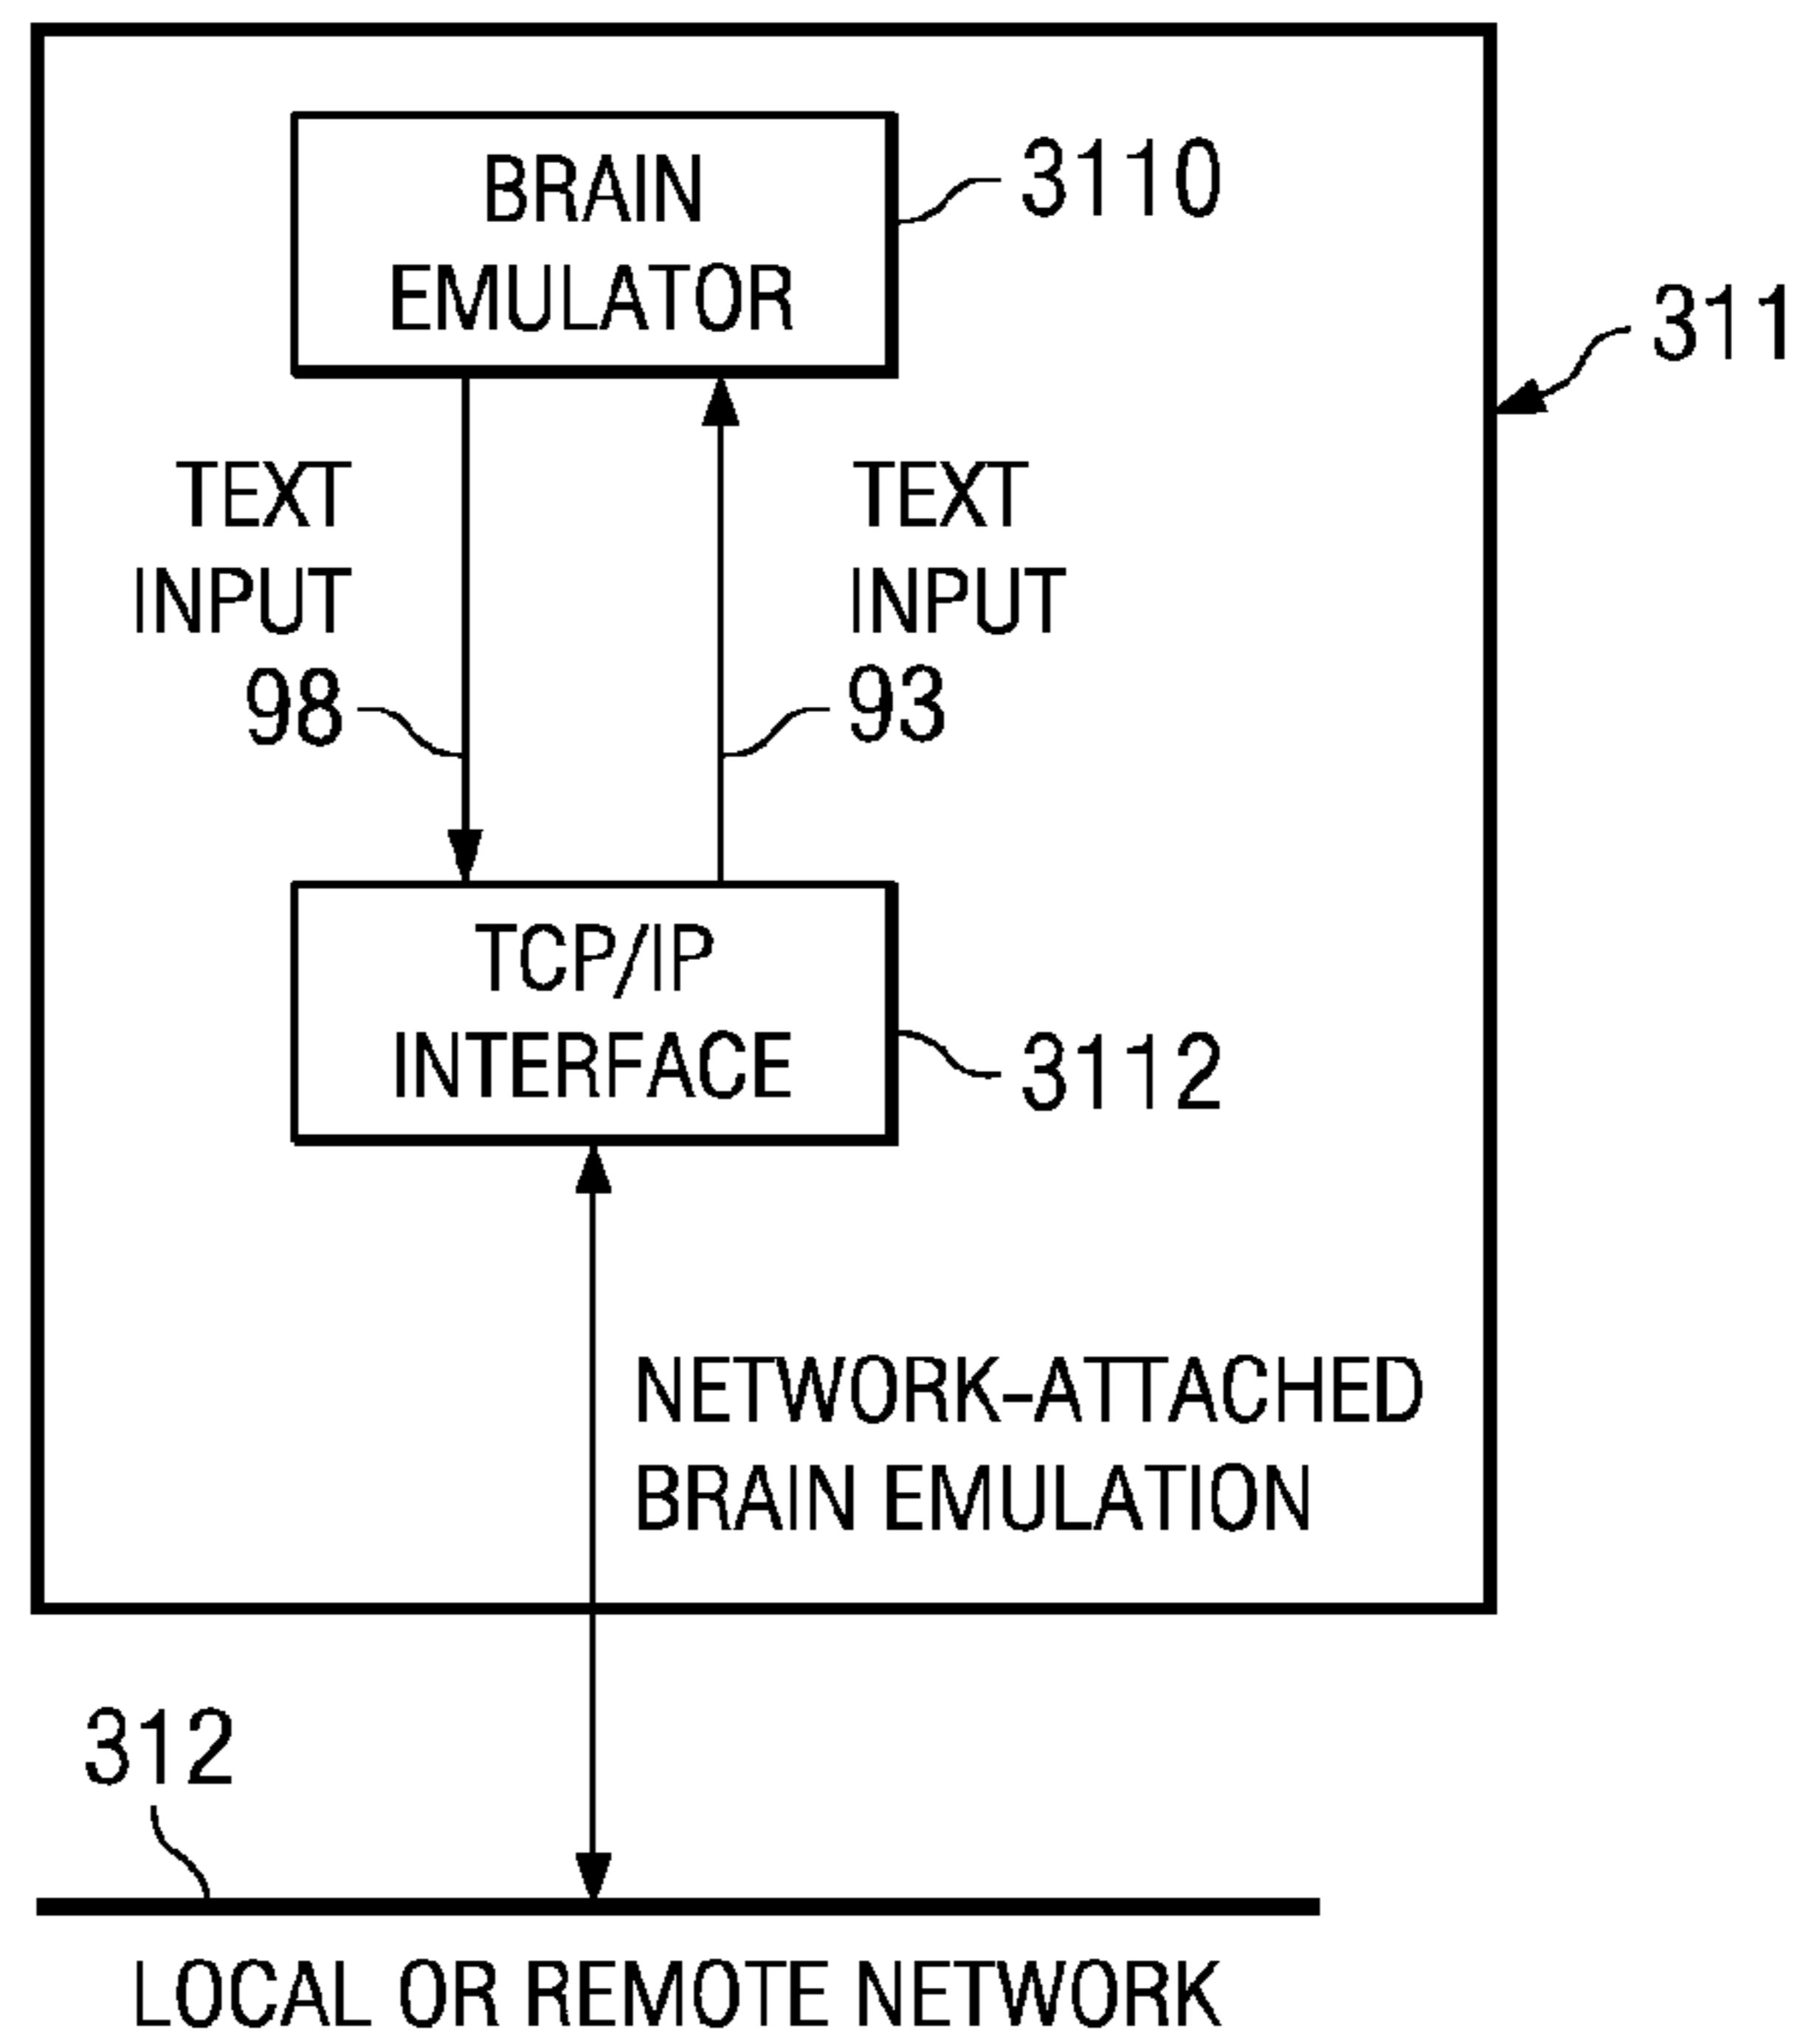 BRAIN
EMULATOR
3110
311
TEXT
INPUT
98
TEXT
INPUT
93
TCP/IP
INTERFACE
3112
NETWORK-ATTACHED
BRAIN EMULATION
312
LOCAL OR REMOTE NETWORK